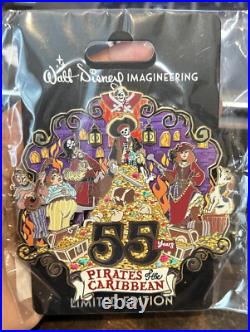 Walt Disney IMAGINEERING
55 Years
PIRATES of the
CARIBBEAN
LIMITED EDITION